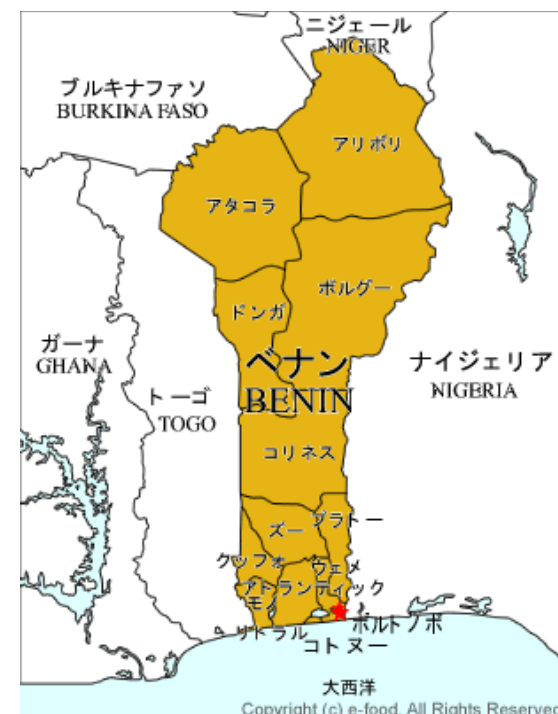 ニジェール
NIGER
ブルキナファソ
BURKINA FASO
アリボリ
アタコラ
ボルグー
ドンガ
ガーナ
GHANA
トーゴ
TOGO
ベナン
BENIN
ナイジェリア
NIGERIA
コリネス
ズー
プラトー
クッフォ
ウェメ
アトランティック
モノ
リトラル
ポルトノボ
コトヌー
大西洋
Copyright (c) e-food. All Rights Reserved